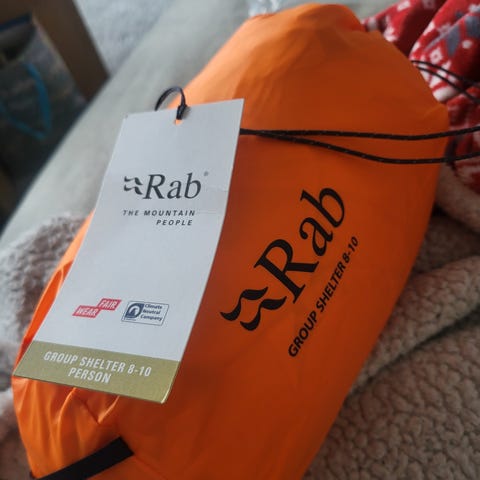 Rab®
THE MOUNTAIN
PEOPLE
FAIR
WEAR
Climate
Neutral
Company
GROUP SHELTER 8-10
PERSON
Rab
GROUP SHELTER 8-10